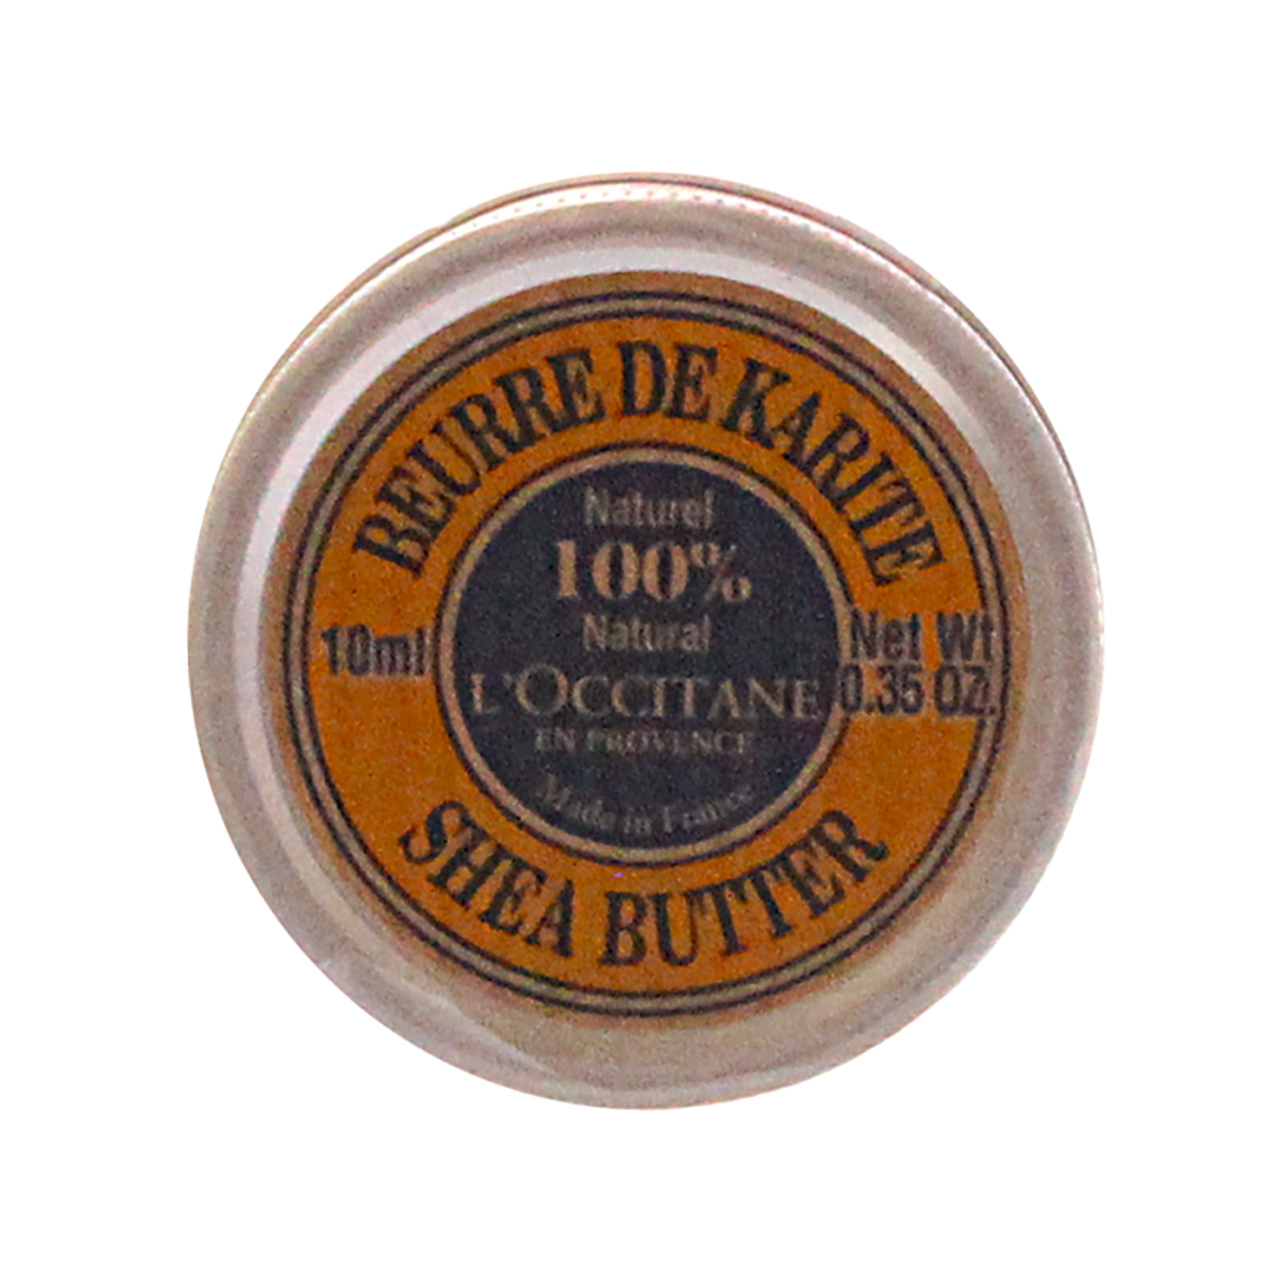 BEURRE DE KARITE
Naturel
100%
Natural
L'OCCITANE
EN PROVENCE
Made in France
10ml
Net Wt
0.35 OZ.
SHEA BUTTER